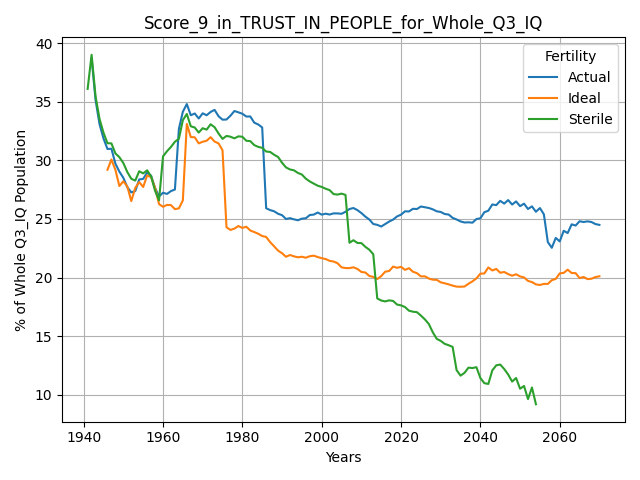 Score_9_in_TRUST_IN_PEOPLE_for_Whole_Q3_IQ
% of Whole Q3_IQ Population
40
35
30
25
20
15
10
Fertility
Actual
Ideal
Sterile
1940 1960 1980 2000 2020 2040 2060
Years